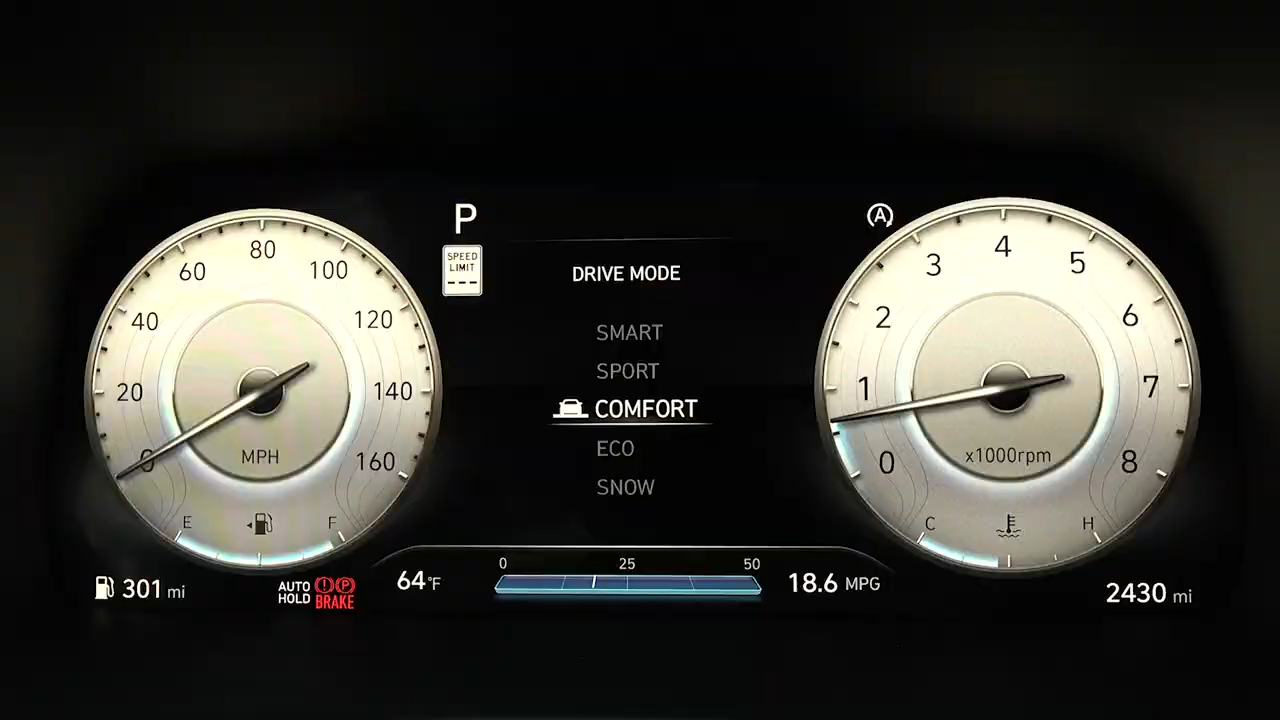 P
SPEED
LIMIT
---
DRIVE MODE
SMART
SPORT
COMFORT
ECO
SNOW
0
20
40
60
80
100
120
140
160
MPH
E
F
A
0
1
2
3
4
5
6
7
8
x1000rpm
C
H
301 mi
AUTO
HOLD
(!) (P)
BRAKE
64°F
0 25 50
18.6 MPG
2430 mi